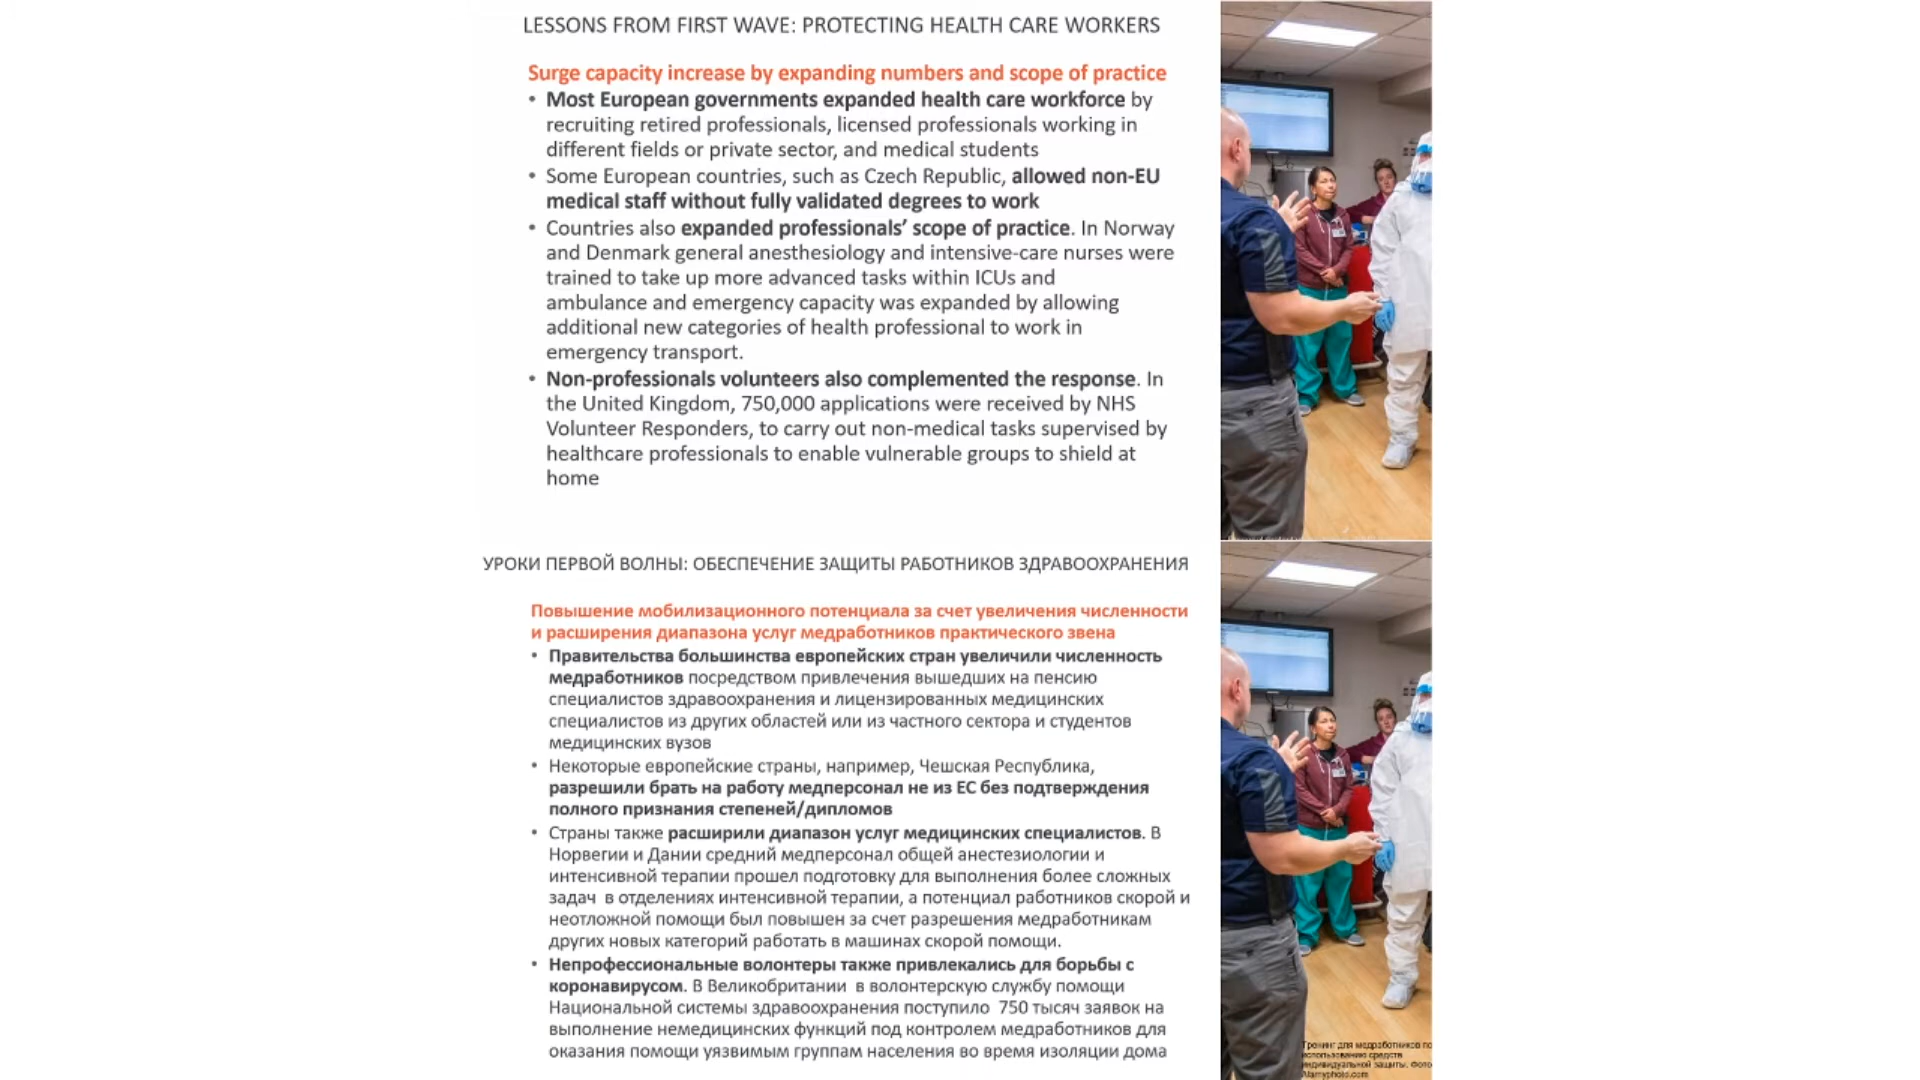 LESSONS FROM FIRST WAVE: PROTECTING HEALTH CARE WORKERS
Surge capacity increase by expanding numbers and scope of practice
• Most European governments expanded health care workforce by
recruiting retired professionals, licensed professionals working in
different fields or private sector, and medical students
• Some European countries, such as Czech Republic, allowed non-EU
medical staff without fully validated degrees to work
• Countries also expanded professionals’ scope of practice. In Norway
and Denmark general anesthesiology and intensive-care nurses were
trained to take up more advanced tasks within ICUs and
ambulance and emergency capacity was expanded by allowing
additional new categories of health professional to work in
emergency transport.
• Non-professionals volunteers also complemented the response. In
the United Kingdom, 750,000 applications were received by NHS
Volunteer Responders, to carry out non-medical tasks supervised by
healthcare professionals to enable vulnerable groups to shield at
home
УРОКИ ПЕРВОЙ ВОЛНЫ: ОБЕСПЕЧЕНИЕ ЗАЩИТЫ РАБОТНИКОВ ЗДРАВООХРАНЕНИЯ
Повышение мобилизационного потенциала за счет увеличения численности
и расширения диапазона услуг медработников практического звена
• Правительства большинства европейских стран увеличили численность
медработников посредством привлечения вышедших на пенсию
специалистов здравоохранения и лицензированных медицинских
специалистов из других областей или из частного сектора и студентов
медицинских вузов
• Некоторые европейские страны, например, Чешская Республика,
разрешили брать на работу медперсонал не из ЕС без подтверждения
полного признания степеней/дипломов
• Страны также расширили диапазон услуг медицинских специалистов. В
Норвегии и Дании средний медперсонал общей анестезиологии и
интенсивной терапии прошел подготовку для выполнения более сложных
задач в отделениях интенсивной терапии, а потенциал работников скорой и
неотложной помощи был повышен за счет разрешения медработникам
других новых категорий работать в машинах скорой помощи.
• Непрофессиональные волонтеры также привлекались для борьбы с
коронавирусом. В Великобритании в волонтерскую службу помощи
Национальной системы здравоохранения поступило 750 тысяч заявок на
выполнение немедицинских функций под контролем медработников для
оказания помощи уязвимым группам населения во время изоляции дома
Тренинг для медработников по
использованию средств
индивидуальной защиты. Фото
Alamyphoto.com